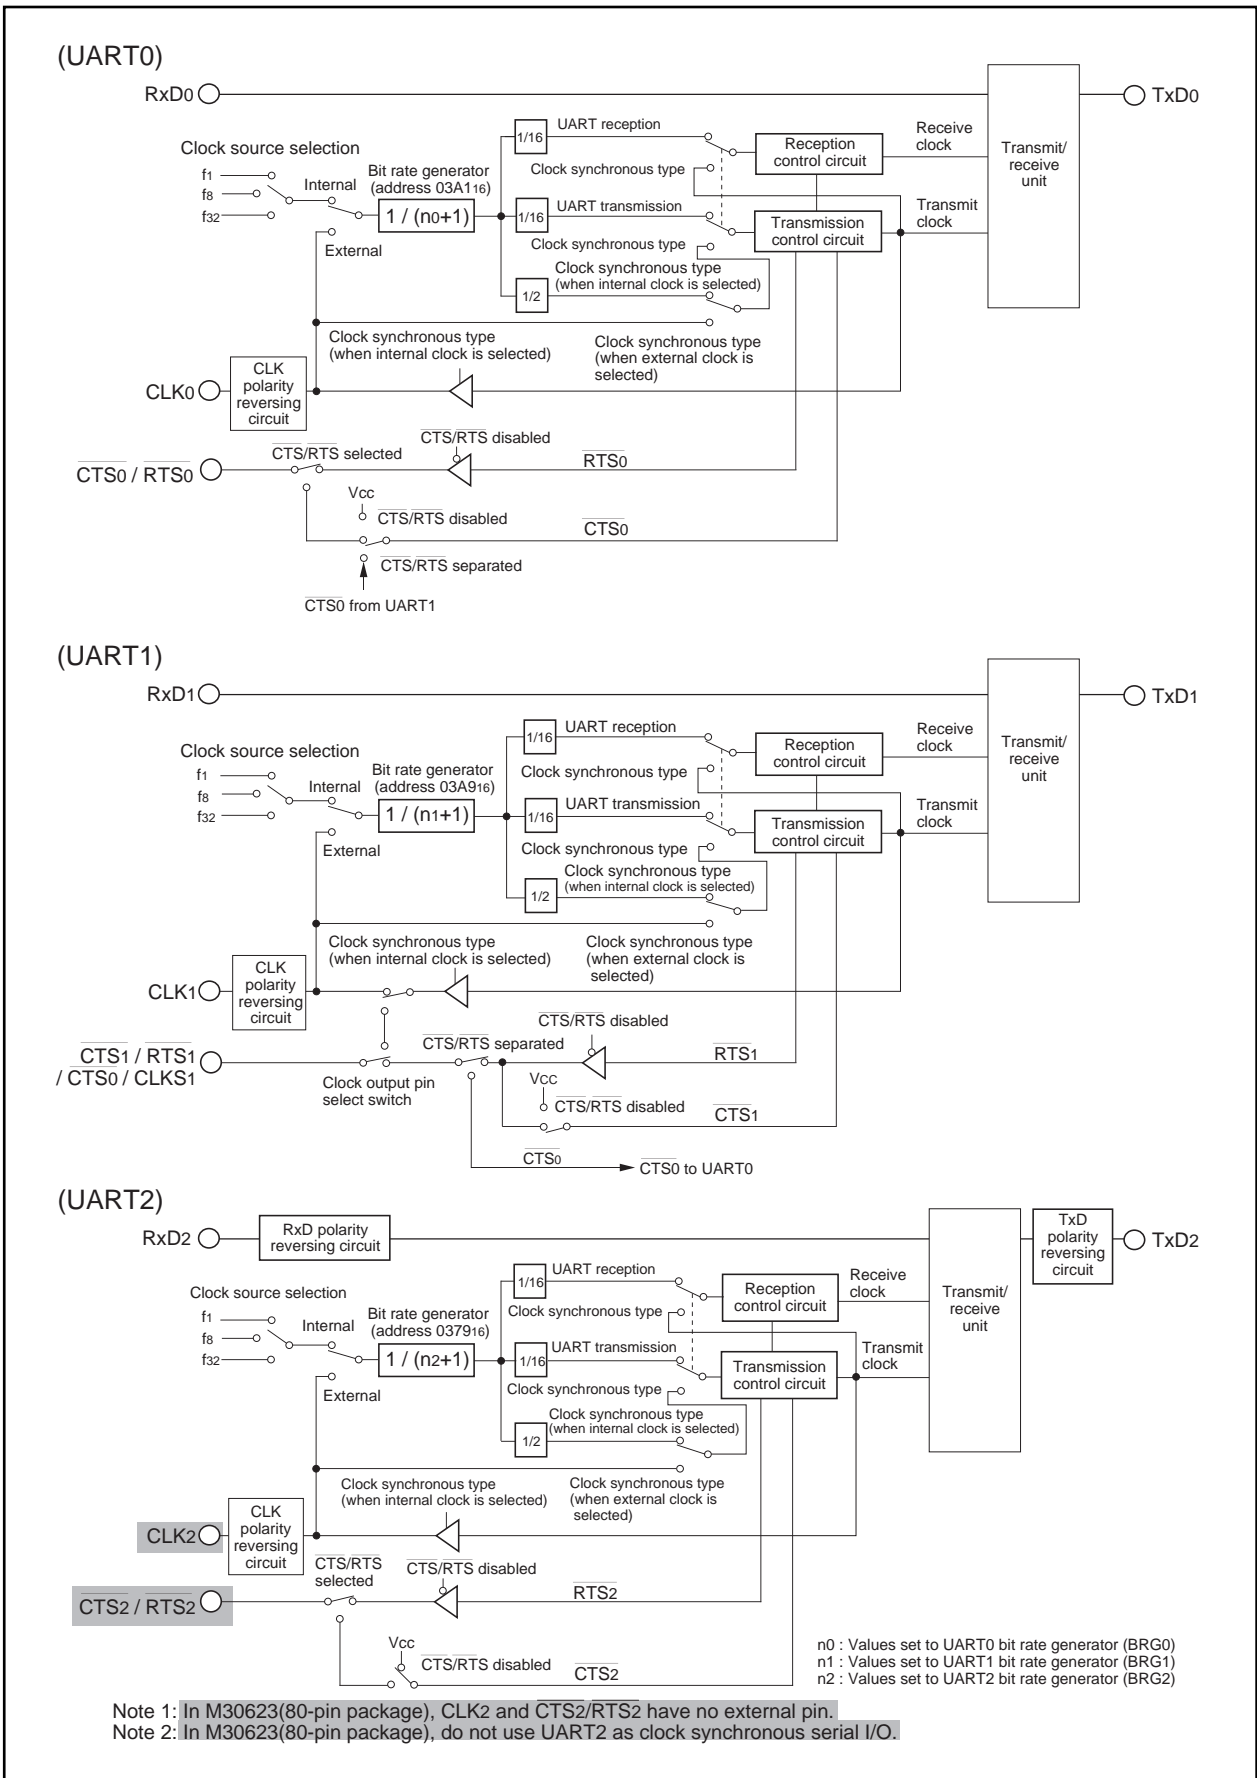 (UART0)
RxD0
TxD0
Clock source selection
f1
f8
f32
Internal
External
Bit rate generator
(address 03A116)
1 / (n0+1)
1/16
UART reception
Clock synchronous type
1/16
UART transmission
Clock synchronous type
1/2
Clock synchronous type
(when internal clock is selected)
Reception
control circuit
Transmission
control circuit
Receive
clock
Transmit
clock
Transmit/
receive
unit
Clock synchronous type
(when internal clock is selected)
Clock synchronous type
(when external clock is
selected)
CLK0
CLK
polarity
reversing
circuit
CTS0 / RTS0
CTS/RTS selected
CTS/RTS disabled
RTS0
Vcc
CTS/RTS disabled
CTS0
CTS/RTS separated
CTS0 from UART1
(UART1)
RxD1
TxD1
Clock source selection
f1
f8
f32
Internal
External
Bit rate generator
(address 03A916)
1 / (n1+1)
1/16
UART reception
Clock synchronous type
1/16
UART transmission
Clock synchronous type
1/2
Clock synchronous type
(when internal clock is selected)
Reception
control circuit
Transmission
control circuit
Receive
clock
Transmit
clock
Transmit/
receive
unit
Clock synchronous type
(when internal clock is selected)
Clock synchronous type
(when external clock is
selected)
CLK1
CLK
polarity
reversing
circuit
CTS1 / RTS1
/ CTS0 / CLKS1
Clock output pin
select switch
CTS/RTS separated
CTS/RTS disabled
RTS1
VCC
CTS/RTS disabled
CTS1
CTS0
CTS0 to UART0
(UART2)
RxD2
RxD polarity
reversing circuit
TxD
polarity
reversing
circuit
TxD2
Clock source selection
f1
f8
f32
Internal
External
Bit rate generator
(address 037916)
1 / (n2+1)
1/16
UART reception
Clock synchronous type
1/16
UART transmission
Clock synchronous type
1/2
Clock synchronous type
(when internal clock is selected)
Reception
control circuit
Transmission
control circuit
Receive
clock
Transmit
clock
Transmit/
receive
unit
Clock synchronous type
(when internal clock is selected)
Clock synchronous type
(when external clock is
selected)
CLK2
CLK
polarity
reversing
circuit
CTS2 / RTS2
CTS/RTS
selected
CTS/RTS disabled
RTS2
Vcc
CTS/RTS disabled
CTS2
n0 : Values set to UART0 bit rate generator (BRG0)
n1 : Values set to UART1 bit rate generator (BRG1)
n2 : Values set to UART2 bit rate generator (BRG2)
Note 1: In M30623(80-pin package), CLK2 and CTS2/RTS2 have no external pin.
Note 2: In M30623(80-pin package), do not use UART2 as clock synchronous serial I/O.